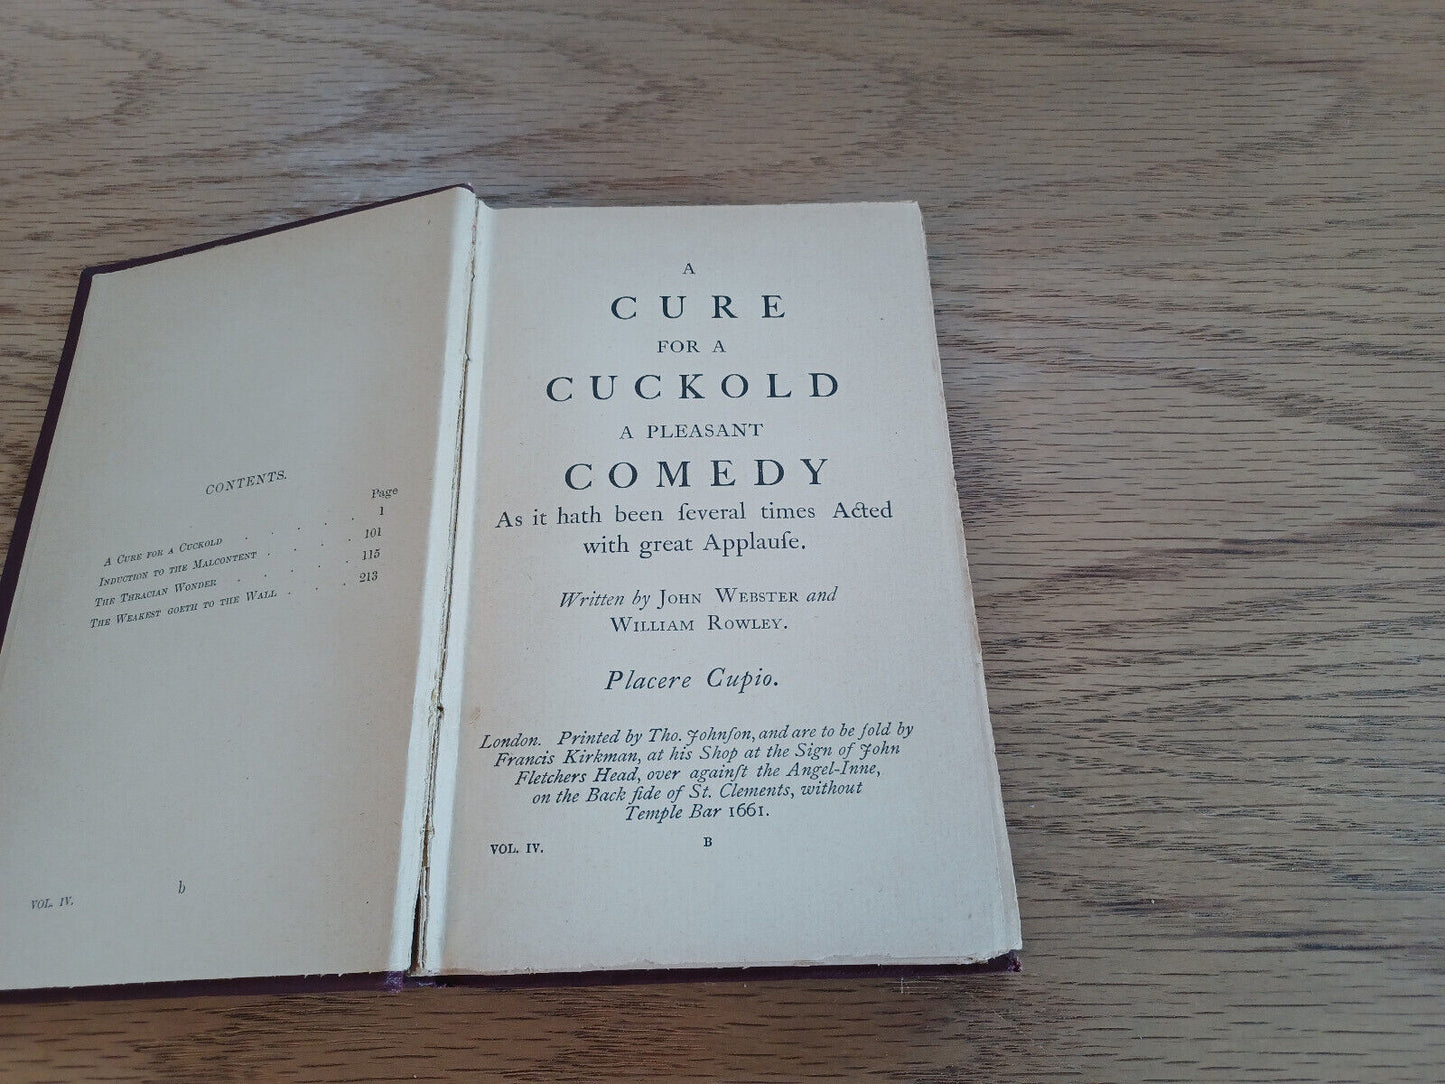 CONTENTS.
Page
A CURE FOR A CUCKOLD . . . . 1
INDUCTION TO THE MALCONTENT . . . . 101
THE THRACIAN WONDER . . . . . 115
THE WEAKEST GOETH TO THE WALL . . . 213
VOL. IV.
b
A
CURE
FOR A
CUCKOLD
A PLEASANT
COMEDY
As it hath been ſeveral times Acted
with great Applauſe.
Written by JOHN WEBSTER and
WILLIAM ROWLEY.
Placere Cupio.
London. Printed by Tho. Johnſon, and are to be ſold by
Francis Kirkman, at his Shop at the Sign of John
Fletchers Head, over againſt the Angel-Inne,
on the Back ſide of St. Clements, without
Temple Bar 1661.
VOL. IV.
B